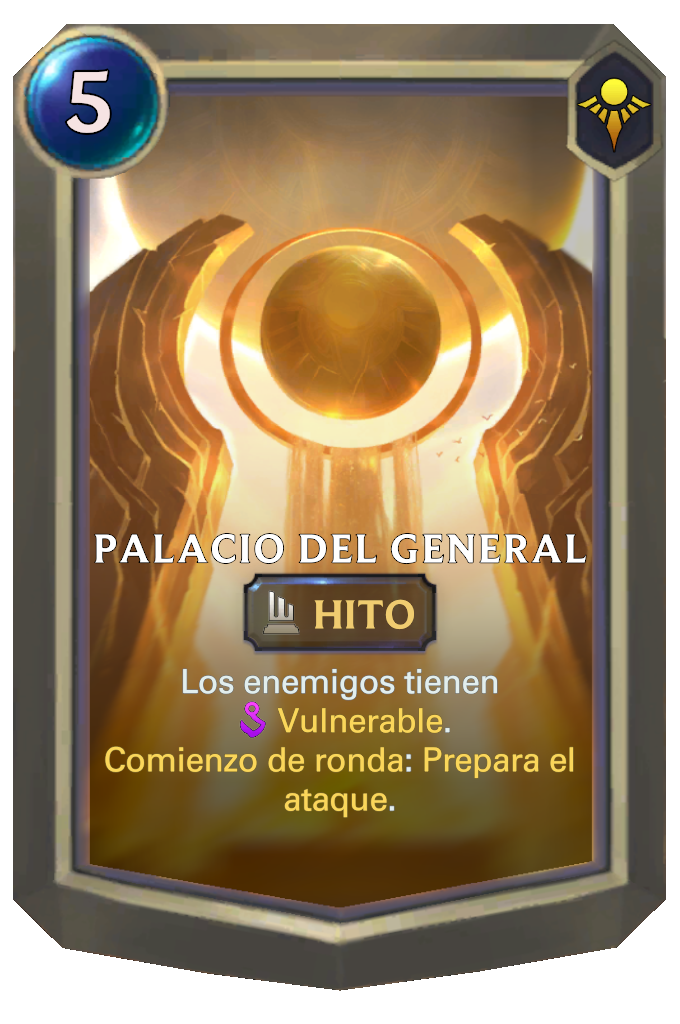 5
PALACIO DEL GENERAL
HITO
Los enemigos tienen
Vulnerable.
Comienzo de ronda: Prepara el
ataque.